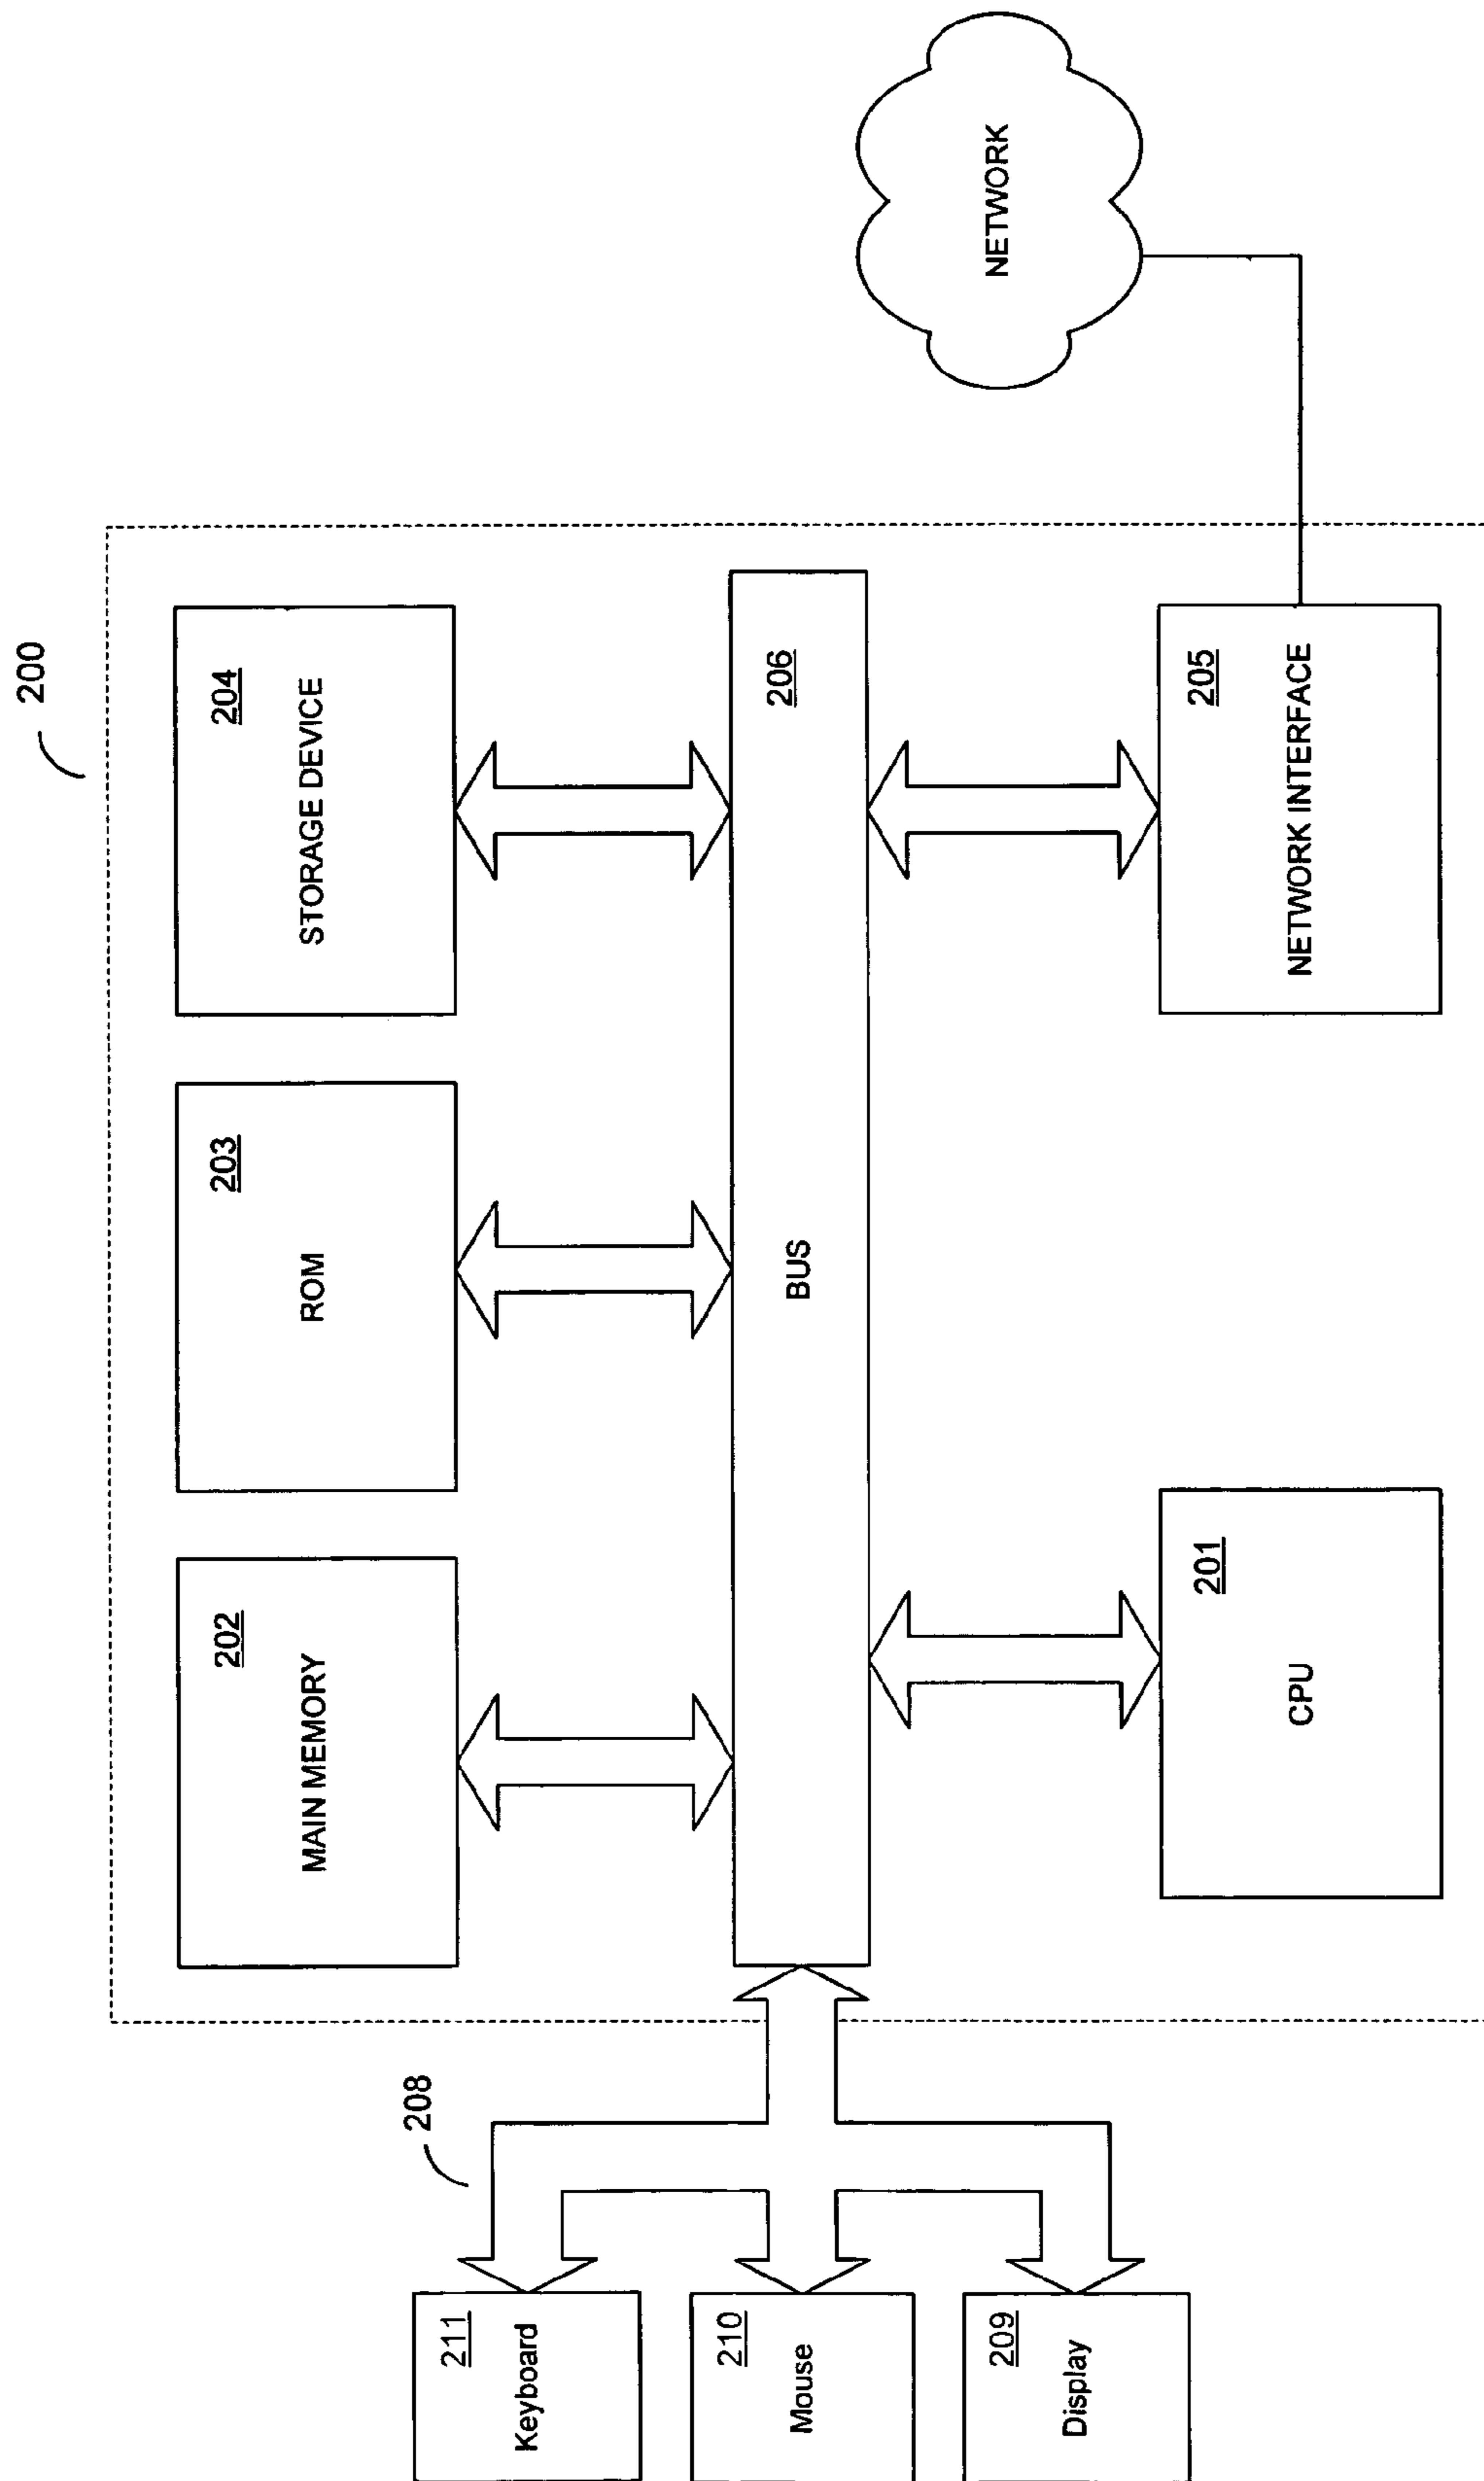 200
202
MAIN MEMORY
203
ROM
204
STORAGE DEVICE
208
211
Keyboard
210
Mouse
209
Display
206
BUS
201
CPU
205
NETWORK INTERFACE
NETWORK